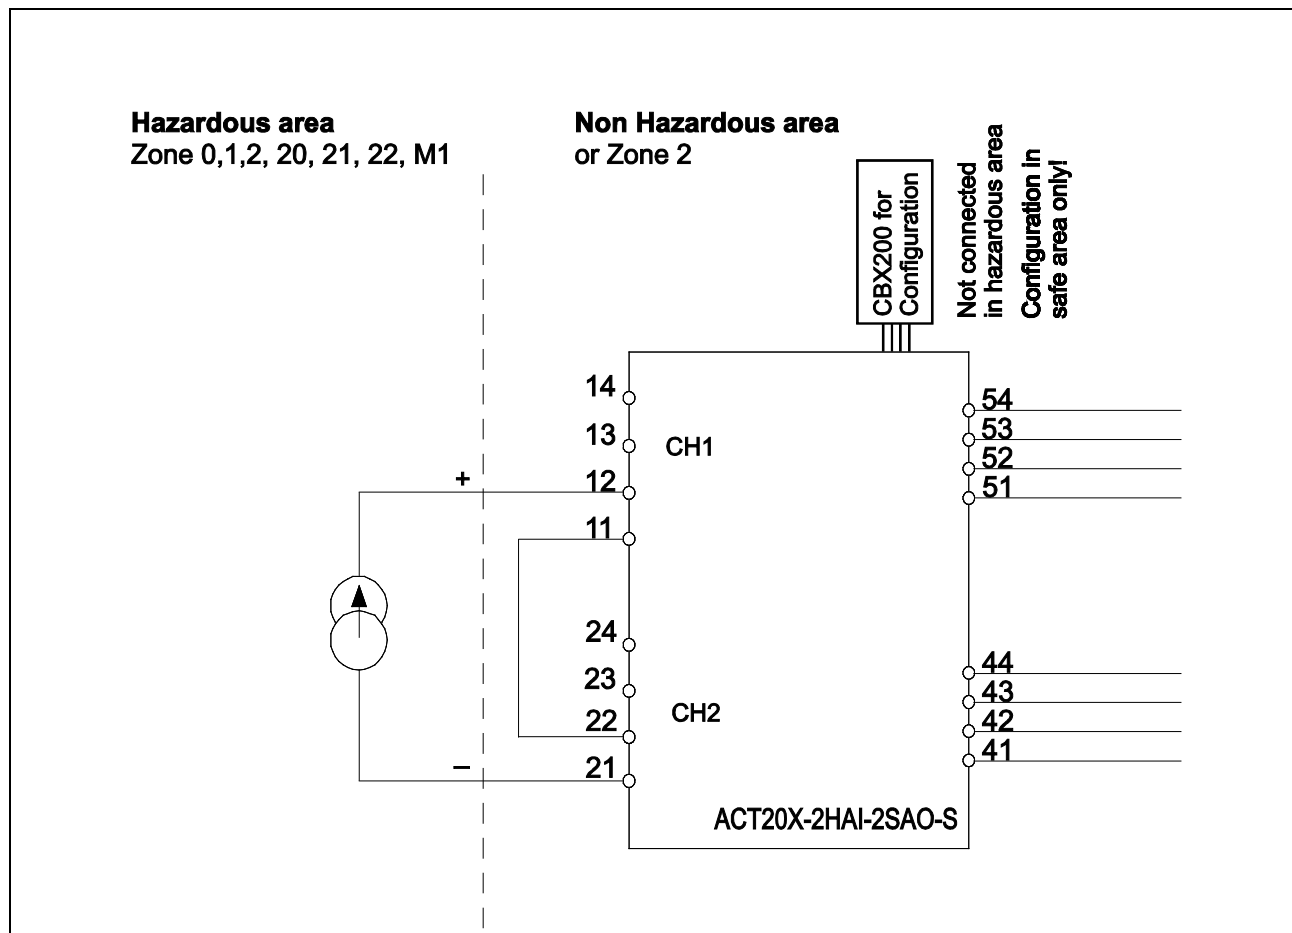 Hazardous area
Zone 0,1,2, 20, 21, 22, M1
Non Hazardous area
or Zone 2
CBX200 for
Configuration
Not connected
in hazardous area
Configuration in
safe area only!
14
13
CH1
12
11
+
24
23
CH2
22
21
–
54
53
52
51
44
43
42
41
ACT20X-2HAI-2SAO-S